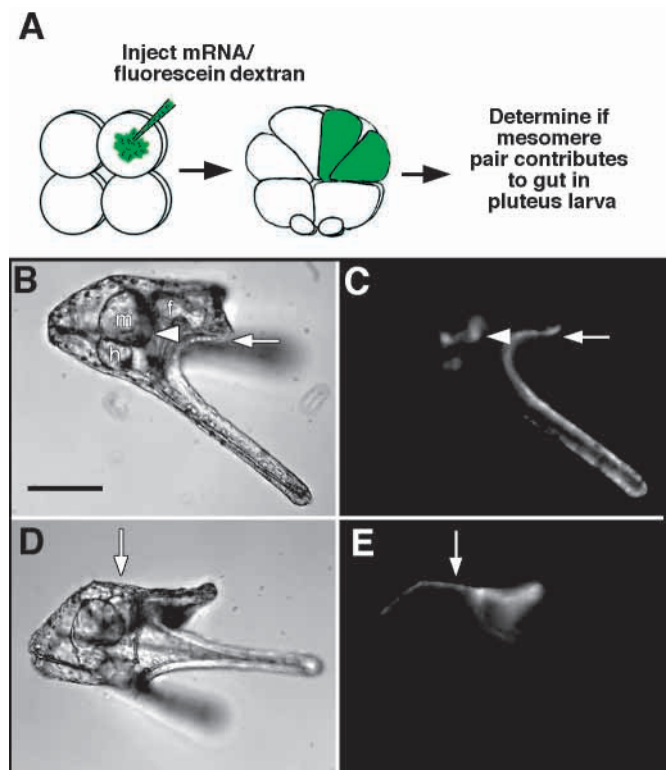 A
Inject mRNA/
fluorescein dextran
Determine if
mesomere
pair contributes
to gut in
pluteus larva
B
m
f
h
C
D
E